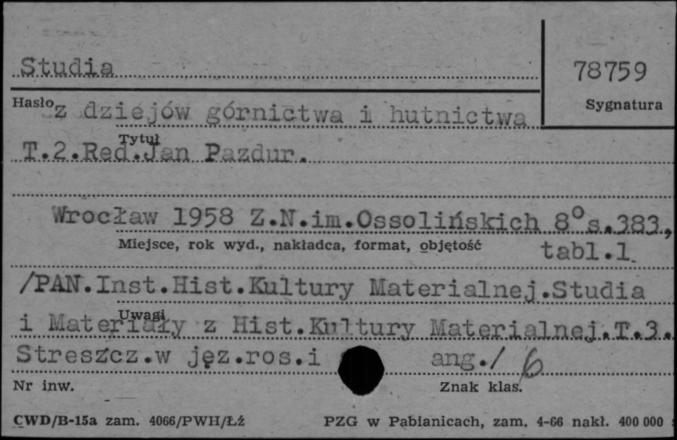 Studia
78759
Hasło
Sygnatura
z dziejów górnictwa i hutnictwa
Tytuł
T.2.Red.Jan Pazdur.
Wrocław 1958 Z.N.im.Ossolińskich 8° s.383,
Miejsce, rok wyd., nakładca, format, objętość
tabl.1.
/PAN.Inst.Hist.Kultury Materialnej.Studia
Uwagi
i Materiały z Hist.Kultury Materialnej.T.3.
Streszcz.w jęz.ros.i ang./ 6
Nr inw.
Znak klas.
CWD/B-15a zam. 4066/PWH/Łź
PZG w Pabianicach, zam. 4-66 nakł. 400 000